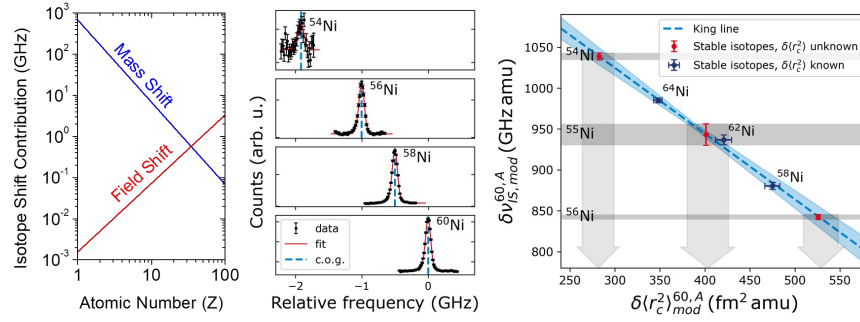 Isotope Shift Contribution (GHz)
10³
10²
10¹
10⁰
10⁻¹
10⁻²
10⁻³
Mass Shift
Field Shift
1
10
100
Atomic Number (Z)
Counts (arb. u.)
⁵⁴Ni
⁵⁶Ni
⁵⁸Ni
⁶⁰Ni
data
fit
c.o.g.
−2
−1
0
Relative frequency (GHz)
δν^{60,A}_{IS,mod} (GHz amu)
1050
1000
950
900
850
800
King line
Stable isotopes, δ⟨r_c²⟩ unknown
Stable isotopes, δ⟨r_c²⟩ known
⁵⁴Ni
⁶⁴Ni
⁵⁵Ni
⁶²Ni
⁵⁸Ni
⁵⁶Ni
250
300
350
400
450
500
550
δ⟨r_c²⟩^{60,A}_{mod} (fm² amu)